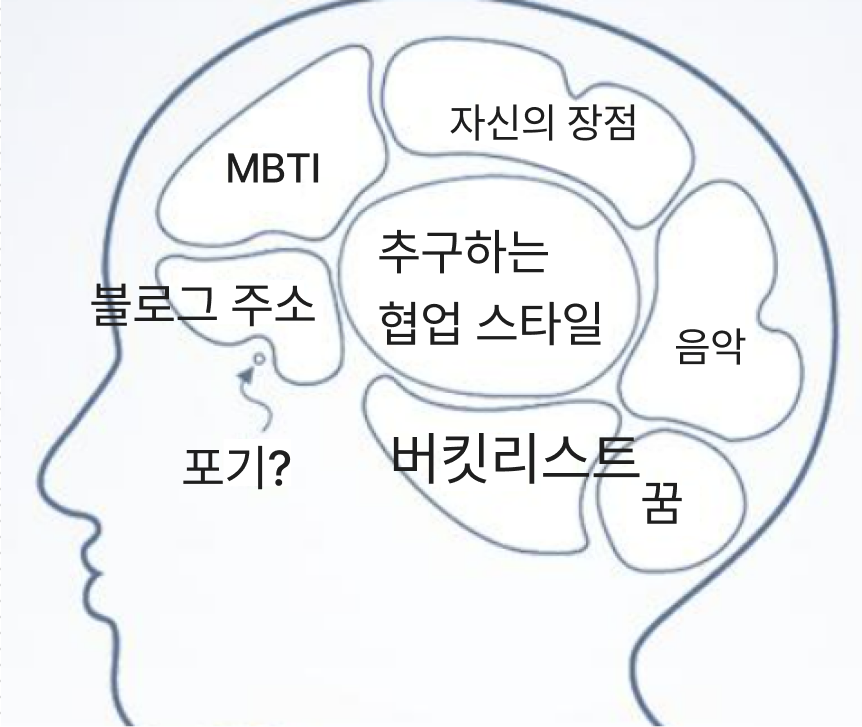 자신의 장점
MBTI
추구하는
협업 스타일
블로그 주소
음악
포기?
버킷리스트
꿈